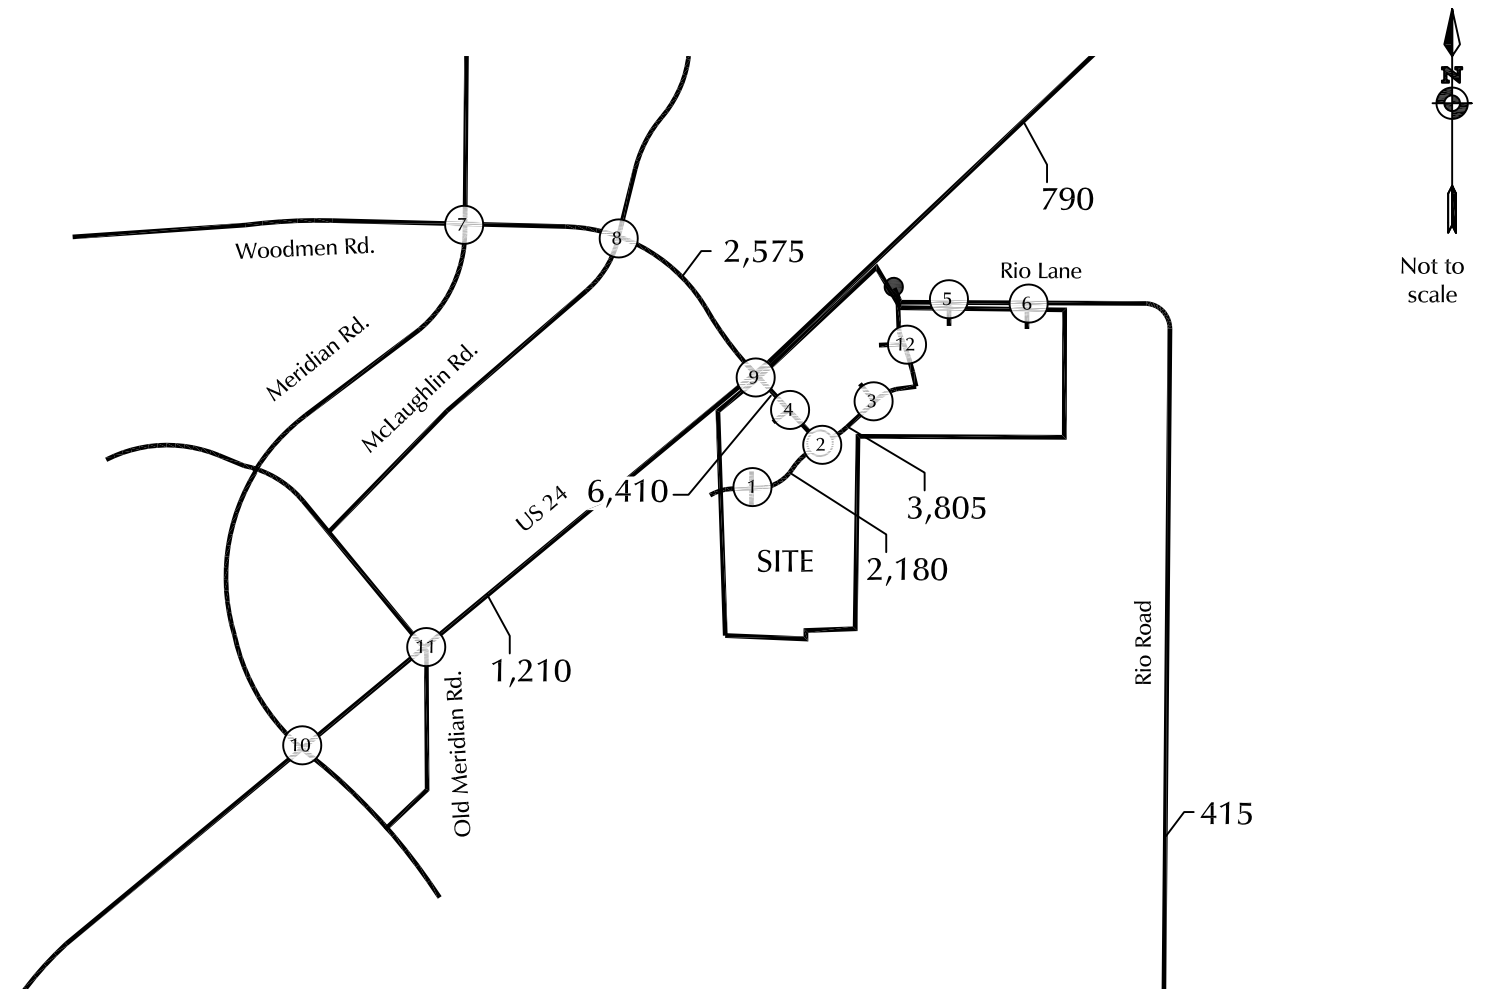 N
Not to
scale
790
7
8
Woodmen Rd.
2,575
Rio Lane
5
6
12
Meridian Rd.
McLaughlin Rd.
9
4
3
2
US 24
6,410
1
3,805
SITE
2,180
11
1,210
Rio Road
Old Meridian Rd.
10
415